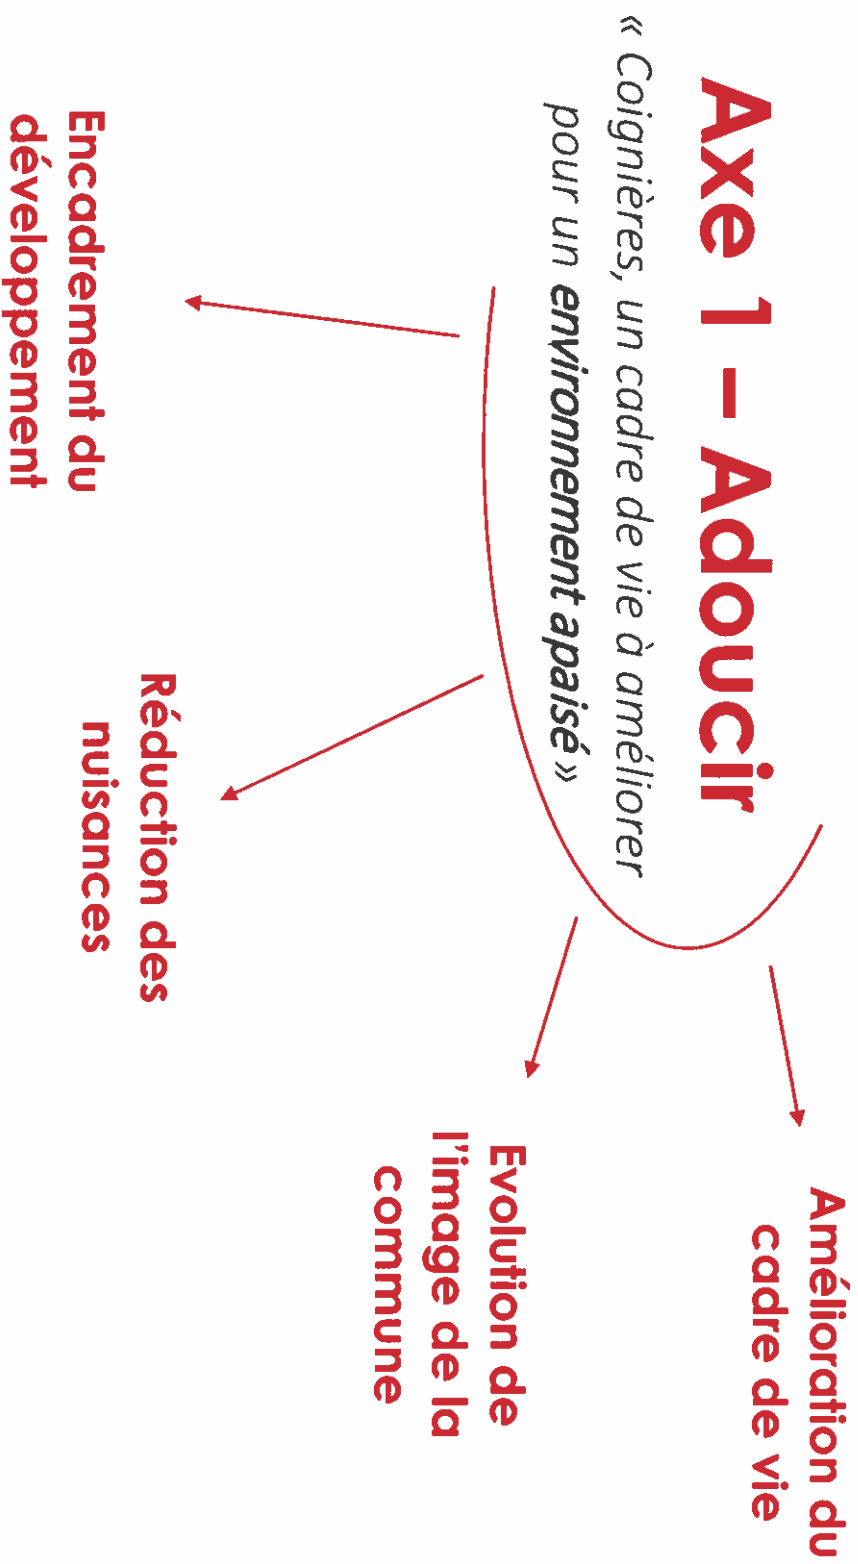 Axe 1 – Adoucir
« Coignières, un cadre de vie à améliorer
pour un environnement apaisé »
Amélioration du
cadre de vie
Evolution de
l'image de la
commune
Réduction des
nuisances
Encadrement du
développement